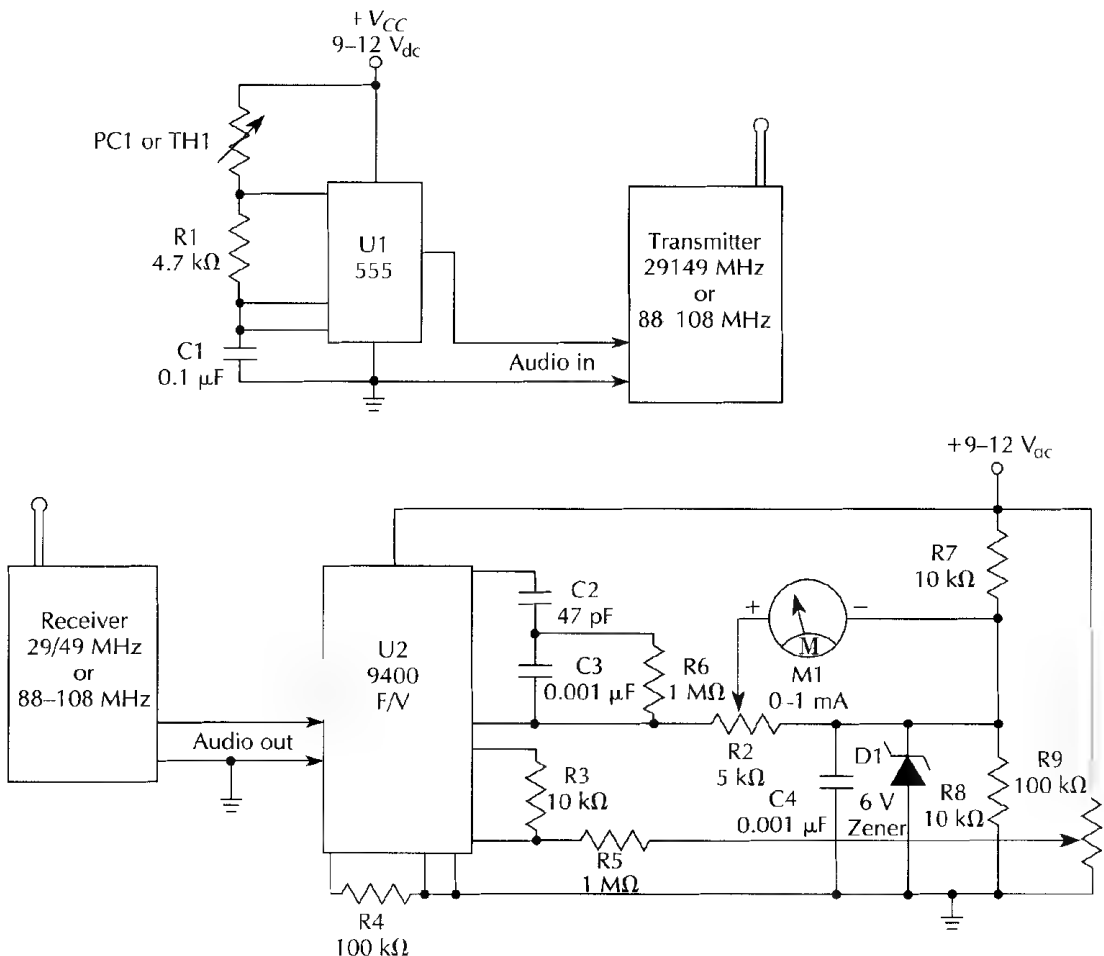 + VCC
9–12 Vdc
PC1 or TH1
R1
4.7 kΩ
U1
555
C1
0.1 µF
Audio in
Transmitter
29149 MHz
or
88 108 MHz
+9–12 Vdc
R7
10 kΩ
Receiver
29/49 MHz
or
88–108 MHz
Audio out
U2
9400
F/V
C2
47 pF
C3
0.001 µF
R6
1 MΩ
+
−
M
M1
0 -1 mA
R2
5 kΩ
R3
10 kΩ
R5
1 MΩ
C4
0.001 µF
D1
6 V
Zener
R8
10 kΩ
R9
100 kΩ
R4
100 kΩ